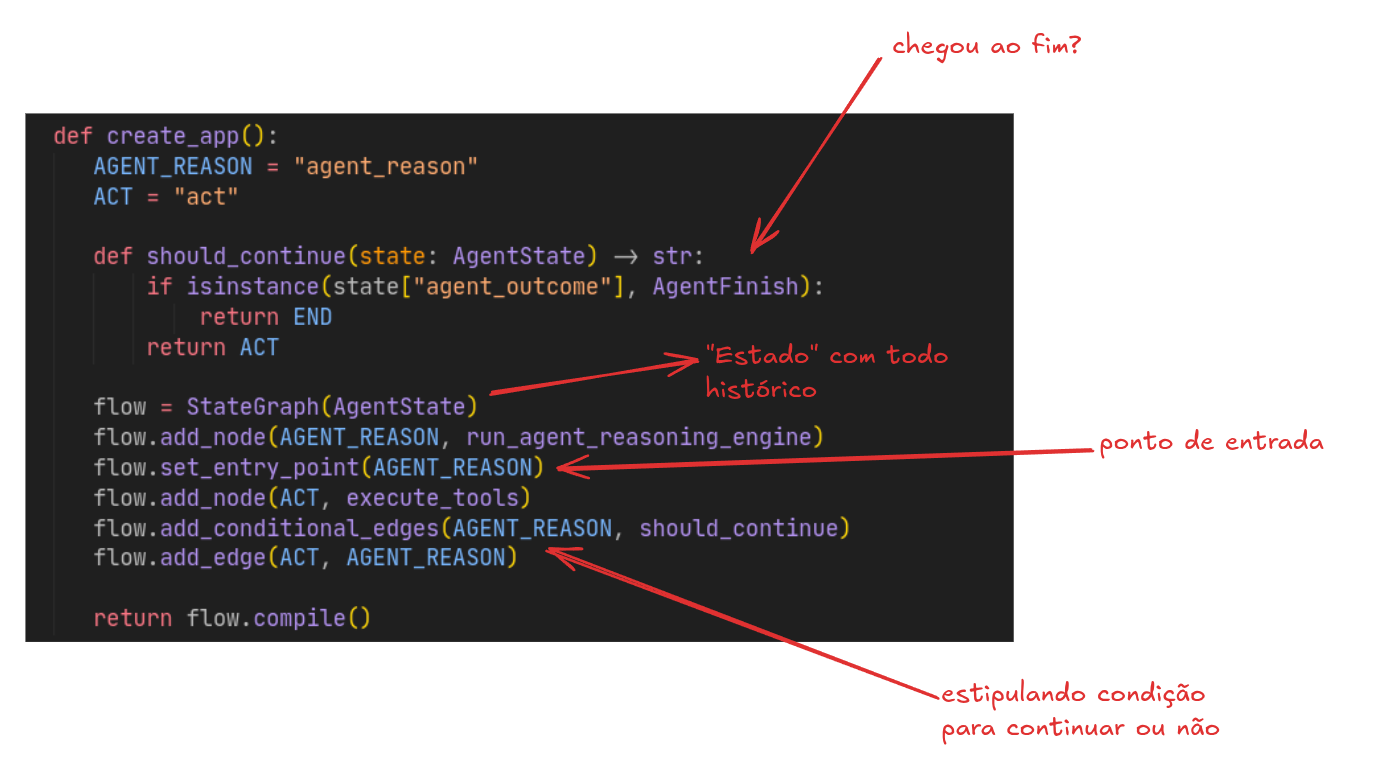 chegou ao fim?
def create_app():
AGENT_REASON = "agent_reason"
ACT = "act"
def should_continue(state: AgentState) -> str:
if isinstance(state["agent_outcome"], AgentFinish):
return END
return ACT
"Estado" com todo
histórico
flow = StateGraph(AgentState)
flow.add_node(AGENT_REASON, run_agent_reasoning_engine)
flow.set_entry_point(AGENT_REASON)
ponto de entrada
flow.add_node(ACT, execute_tools)
flow.add_conditional_edges(AGENT_REASON, should_continue)
flow.add_edge(ACT, AGENT_REASON)
return flow.compile()
estipulando condição
para continuar ou não